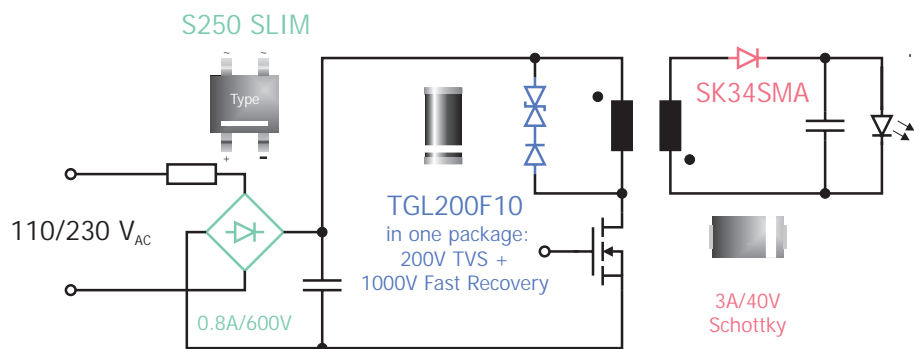 S250 SLIM
~ ~
Type
+ -
110/230 VAC
0.8A/600V
TGL200F10
in one package:
200V TVS +
1000V Fast Recovery
SK34SMA
3A/40V
Schottky